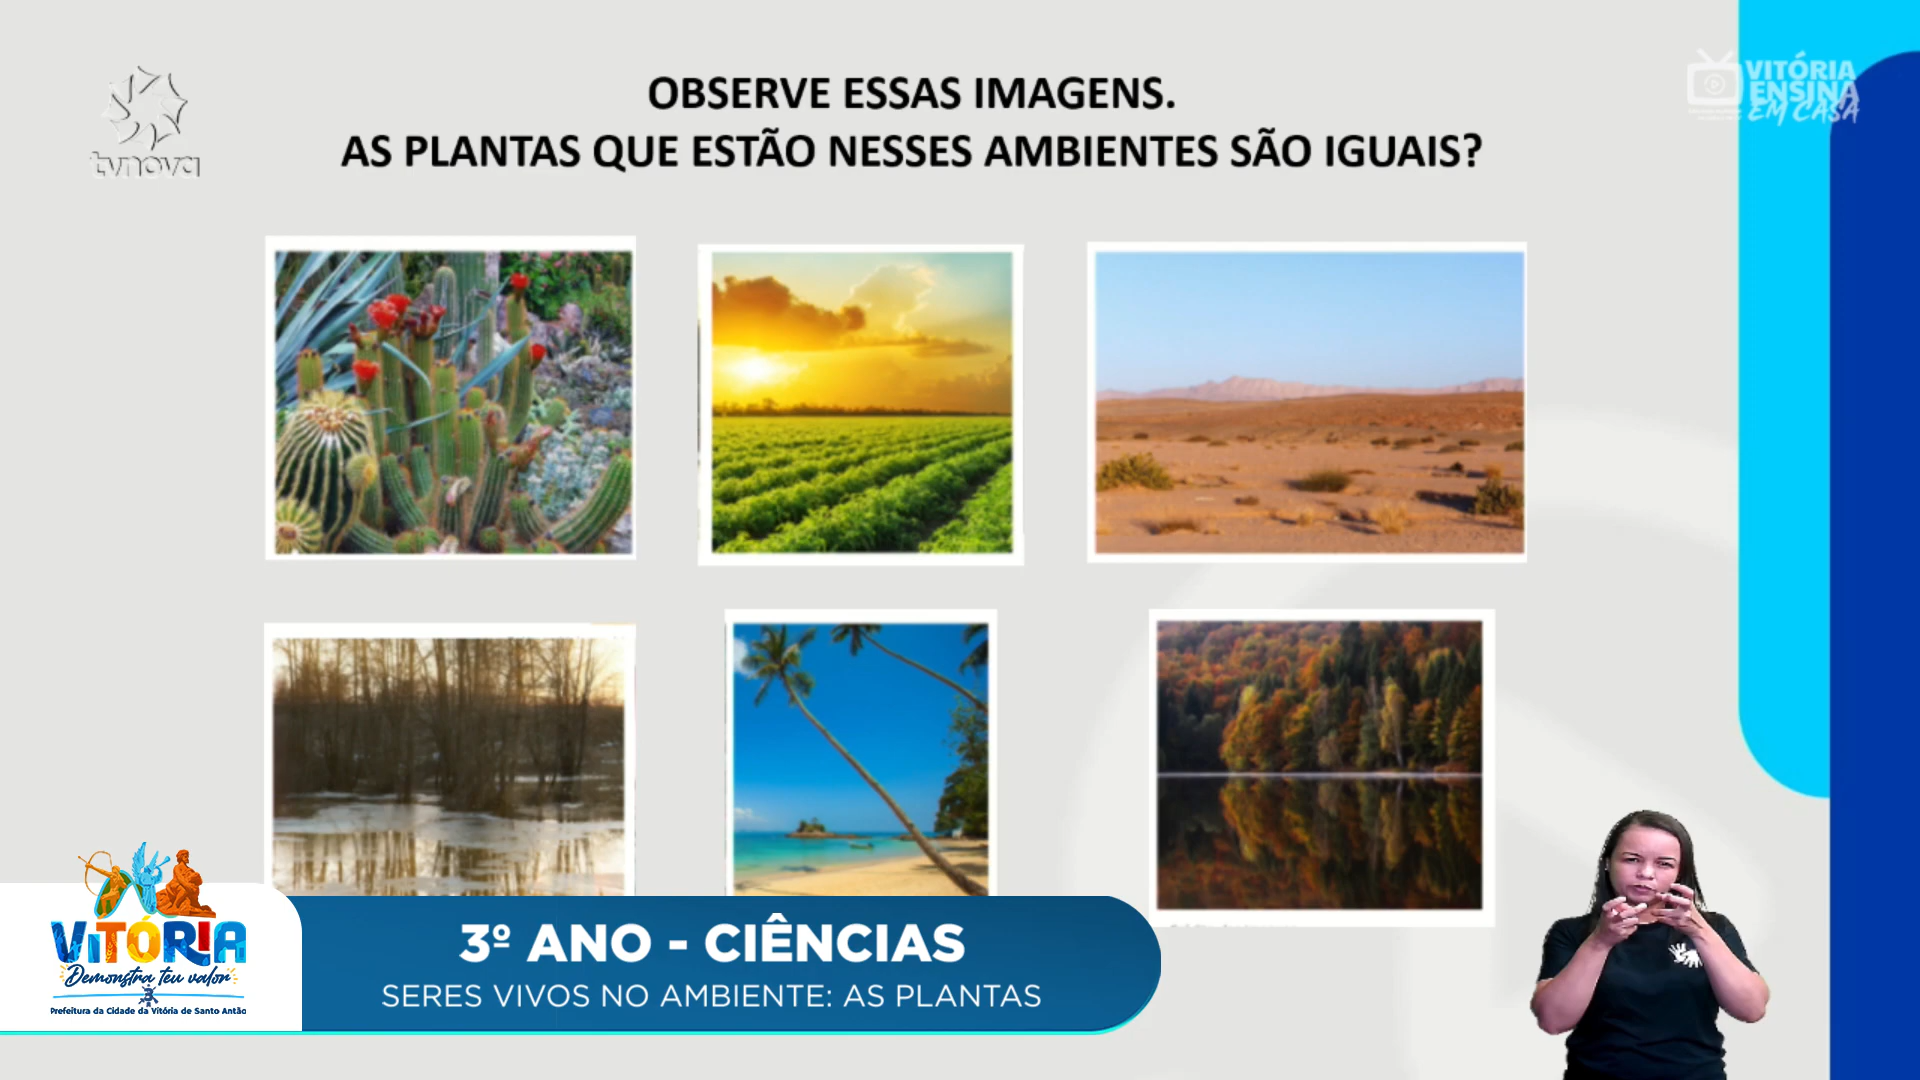 OBSERVE ESSAS IMAGENS.
AS PLANTAS QUE ESTÃO NESSES AMBIENTES SÃO IGUAIS?
tvnova
VITÓRIA
ENSINA
EM CASA
3º ANO - CIÊNCIAS
SERES VIVOS NO AMBIENTE: AS PLANTAS
VITÓRIA
Demonstra teu valor
Prefeitura da Cidade da Vitória de Santo Antão